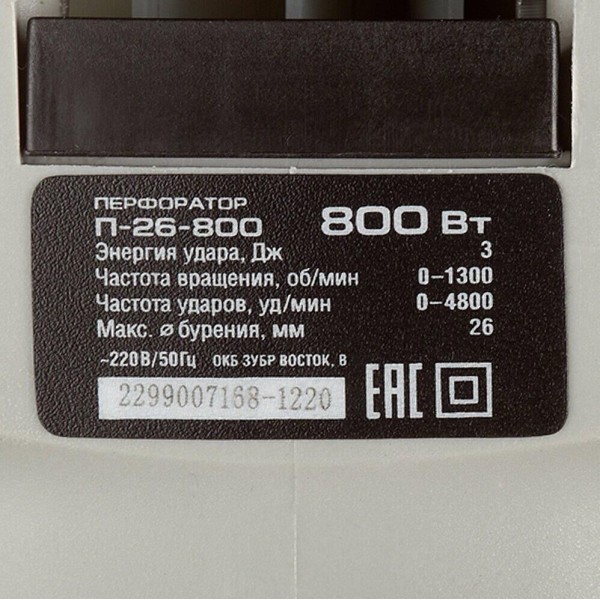 ПЕРФОРАТОР
П-26-800 800 Вт
Энергия удара, Дж 3
Частота вращения, об/мин 0-1300
Частота ударов, уд/мин 0-4800
Макс. ⌀ бурения, мм 26
~220В/50Гц ОКБ ЗУБР ВОСТОК, В
2299007168-1220 EAC